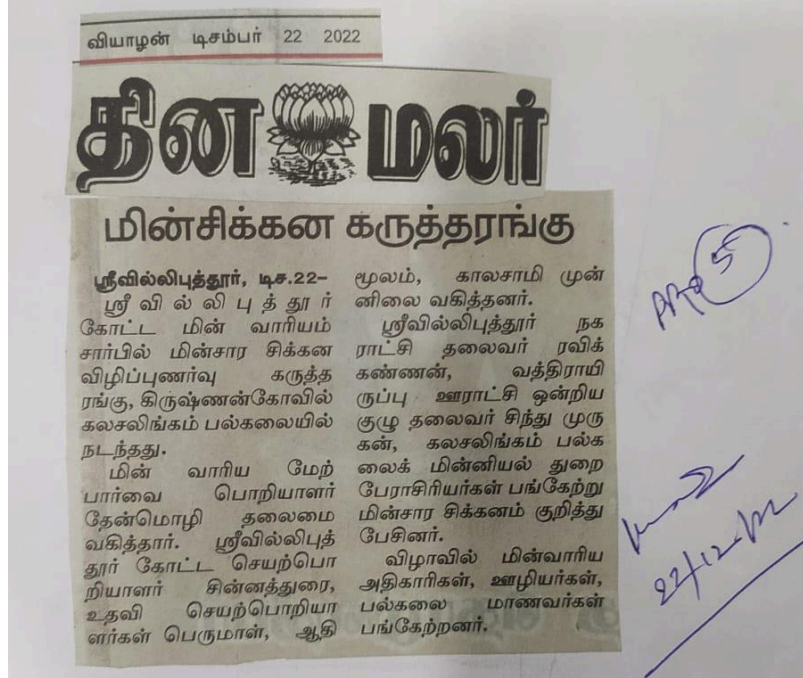 வியாழன் டிசம்பர் 22 2022
தின மலர்
மின்சிக்கன கருத்தரங்கு
ஸ்ரீவில்லிபுத்தூர், டிச.22–
ஸ்ரீ வி ல் லி பு த் தூ ர்
கோட்ட மின் வாரியம்
சார்பில் மின்சார சிக்கன
விழிப்புணர்வு கருத்த
ரங்கு, கிருஷ்ணன்கோவில்
கலசலிங்கம் பல்கலையில்
நடந்தது.
மின் வாரிய மேற்
பார்வை பொறியாளர்
தேன்மொழி தலைமை
வகித்தார். ஸ்ரீவில்லிபுத்
தூர் கோட்ட செயற்பொ
றியாளர் சின்னத்துரை,
உதவி செயற்பொறியா
ளர்கள் பெருமாள், ஆதி
மூலம், காலசாமி முன்
னிலை வகித்தனர்.
ஸ்ரீவில்லிபுத்தூர் நக
ராட்சி தலைவர் ரவிக்
கண்ணன், வத்திராயி
ருப்பு ஊராட்சி ஒன்றிய
குழு தலைவர் சிந்து முரு
கன், கலசலிங்கம் பல்க
லைக் மின்னியல் துறை
பேராசிரியர்கள் பங்கேற்று
மின்சார சிக்கனம் குறித்து
பேசினர்.
விழாவில் மின்வாரிய
அதிகாரிகள், ஊழியர்கள்,
பல்கலை மாணவர்கள்
பங்கேற்றனர்.
5
22/12/22